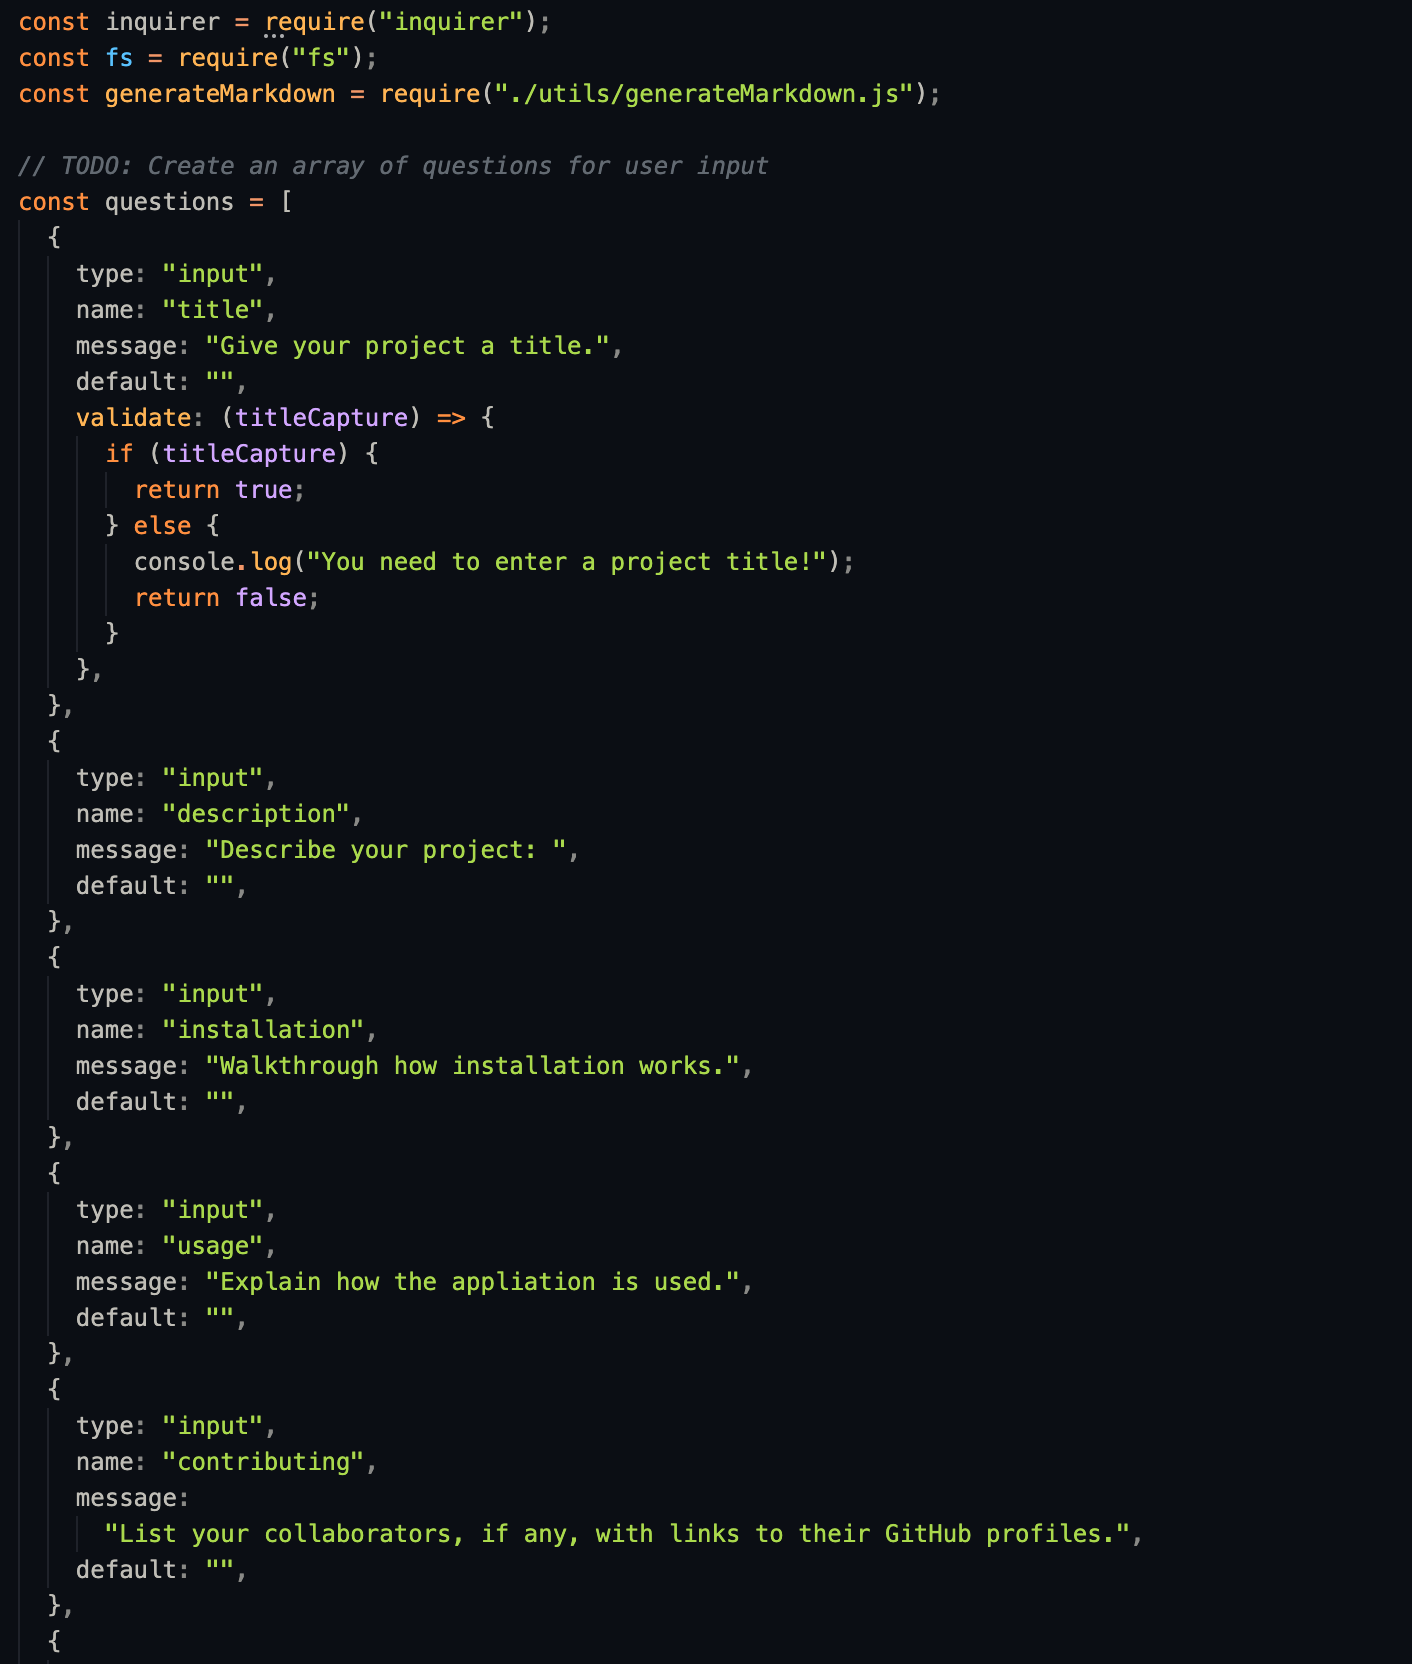 const inquirer = require("inquirer");
const fs = require("fs");
const generateMarkdown = require("./utils/generateMarkdown.js");

// TODO: Create an array of questions for user input
const questions = [
  {
    type: "input",
    name: "title",
    message: "Give your project a title.",
    default: "",
    validate: (titleCapture) => {
      if (titleCapture) {
        return true;
      } else {
        console.log("You need to enter a project title!");
        return false;
      }
    },
  },
  {
    type: "input",
    name: "description",
    message: "Describe your project: ",
    default: "",
  },
  {
    type: "input",
    name: "installation",
    message: "Walkthrough how installation works.",
    default: "",
  },
  {
    type: "input",
    name: "usage",
    message: "Explain how the appliation is used.",
    default: "",
  },
  {
    type: "input",
    name: "contributing",
    message:
      "List your collaborators, if any, with links to their GitHub profiles.",
    default: "",
  },
  {